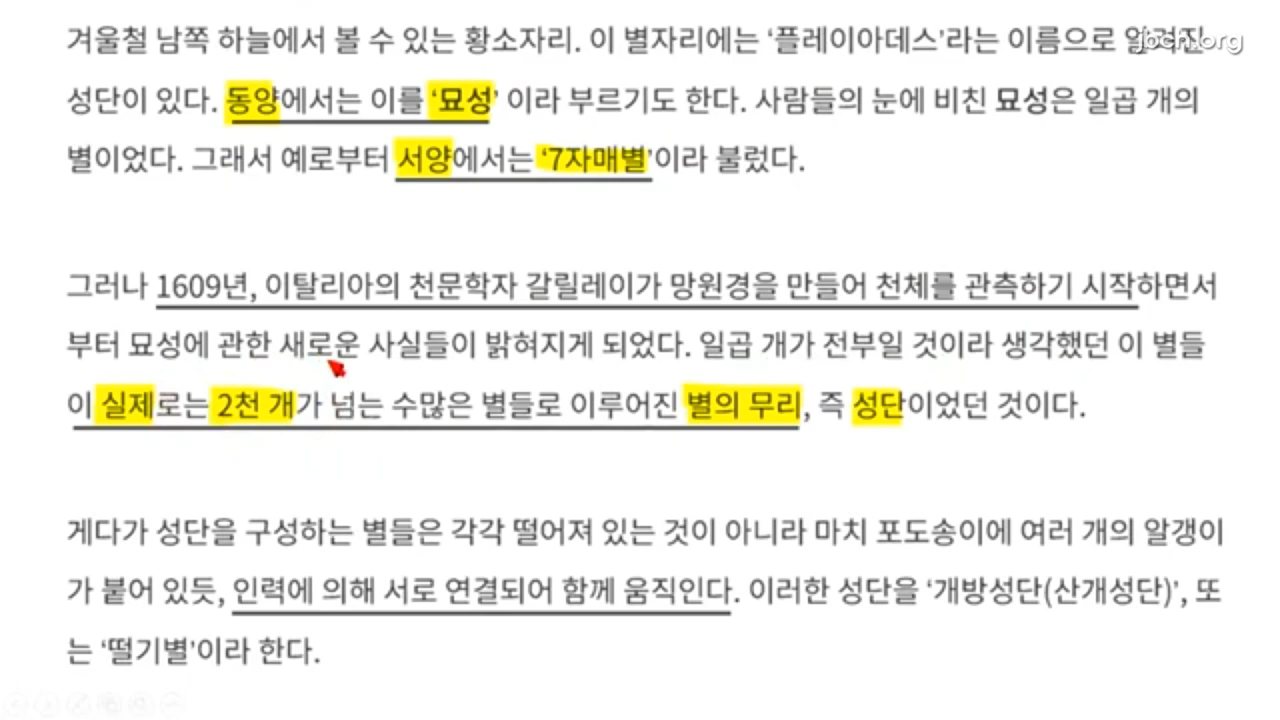 겨울철 남쪽 하늘에서 볼 수 있는 황소자리. 이 별자리에는 ‘플레이아데스’라는 이름으로 알려진
jbch.org
성단이 있다. 동양에서는 이를 ‘묘성’ 이라 부르기도 한다. 사람들의 눈에 비친 묘성은 일곱 개의
별이었다. 그래서 예로부터 서양에서는 ‘7자매별’이라 불렀다.
그러나 1609년, 이탈리아의 천문학자 갈릴레이가 망원경을 만들어 천체를 관측하기 시작하면서
부터 묘성에 관한 새로운 사실들이 밝혀지게 되었다. 일곱 개가 전부일 것이라 생각했던 이 별들
이 실제로는 2천 개가 넘는 수많은 별들로 이루어진 별의 무리, 즉 성단이었던 것이다.
게다가 성단을 구성하는 별들은 각각 떨어져 있는 것이 아니라 마치 포도송이에 여러 개의 알갱이
가 붙어 있듯, 인력에 의해 서로 연결되어 함께 움직인다. 이러한 성단을 ‘개방성단(산개성단)’, 또
는 ‘떨기별’이라 한다.